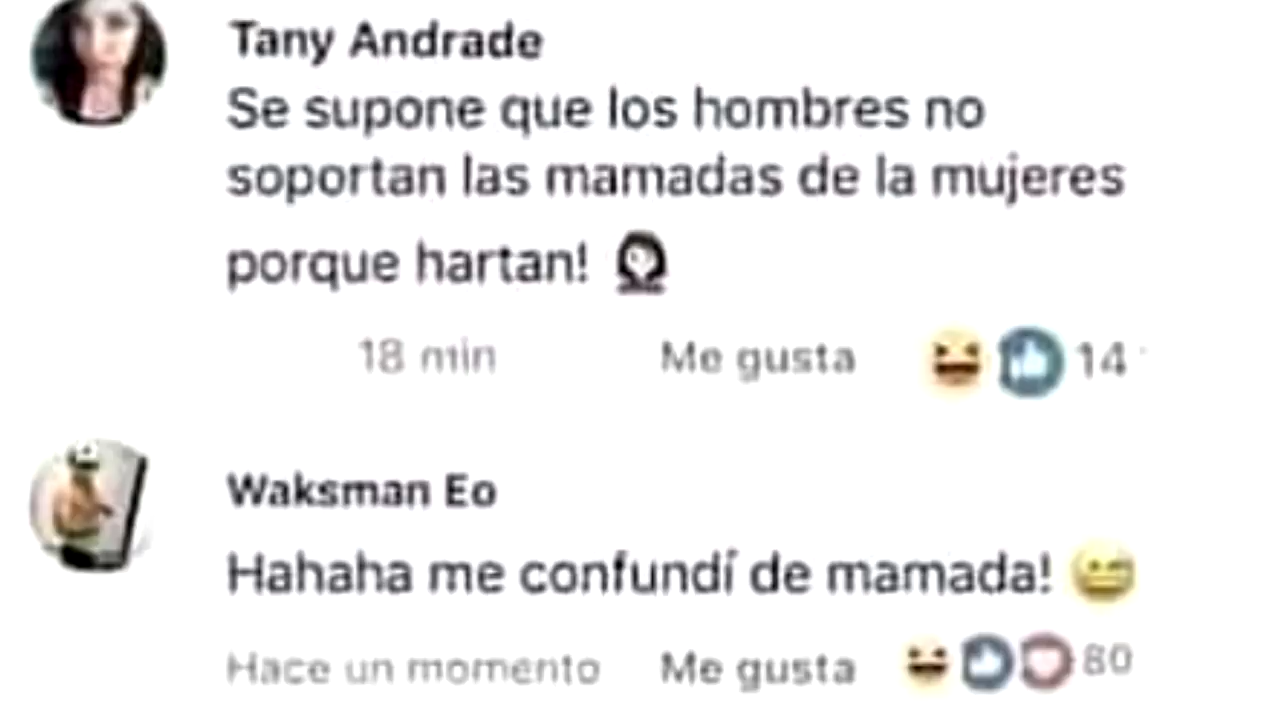 Tany Andrade
Se supone que los hombres no
soportan las mamadas de la mujeres
porque hartan!
18 min Me gusta 14
Waksman Eo
Hahaha me confundí de mamada!
Hace un momento Me gusta 80